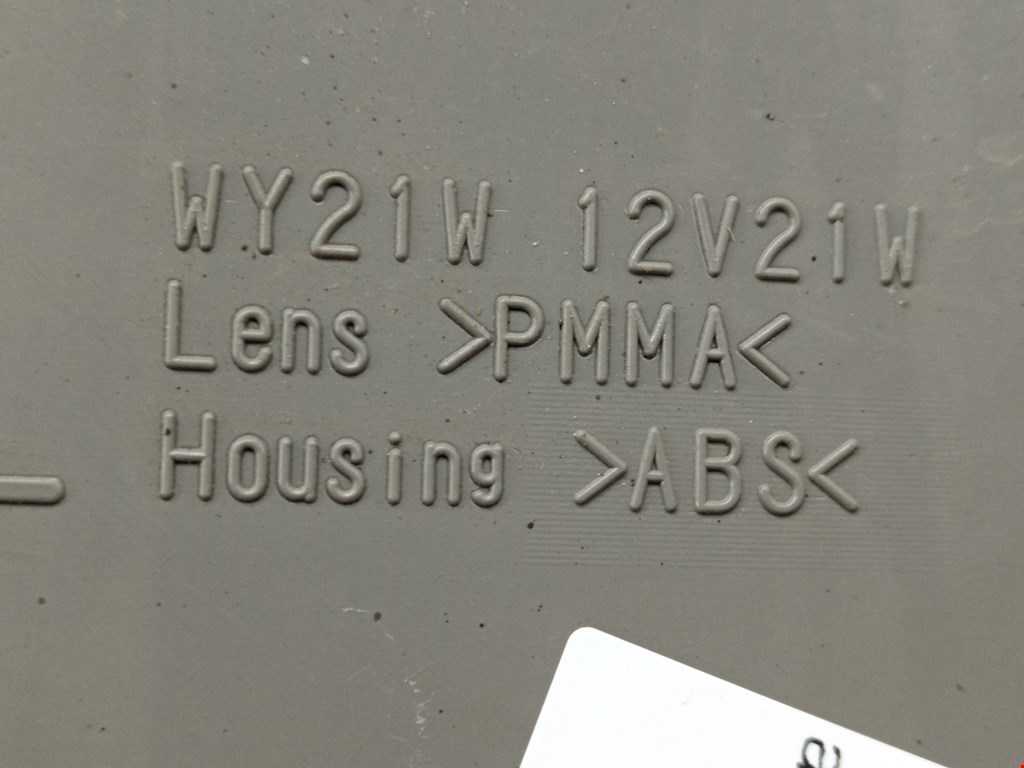 WY21W 12V21W
Lens >PMMA<
Housing >ABS<